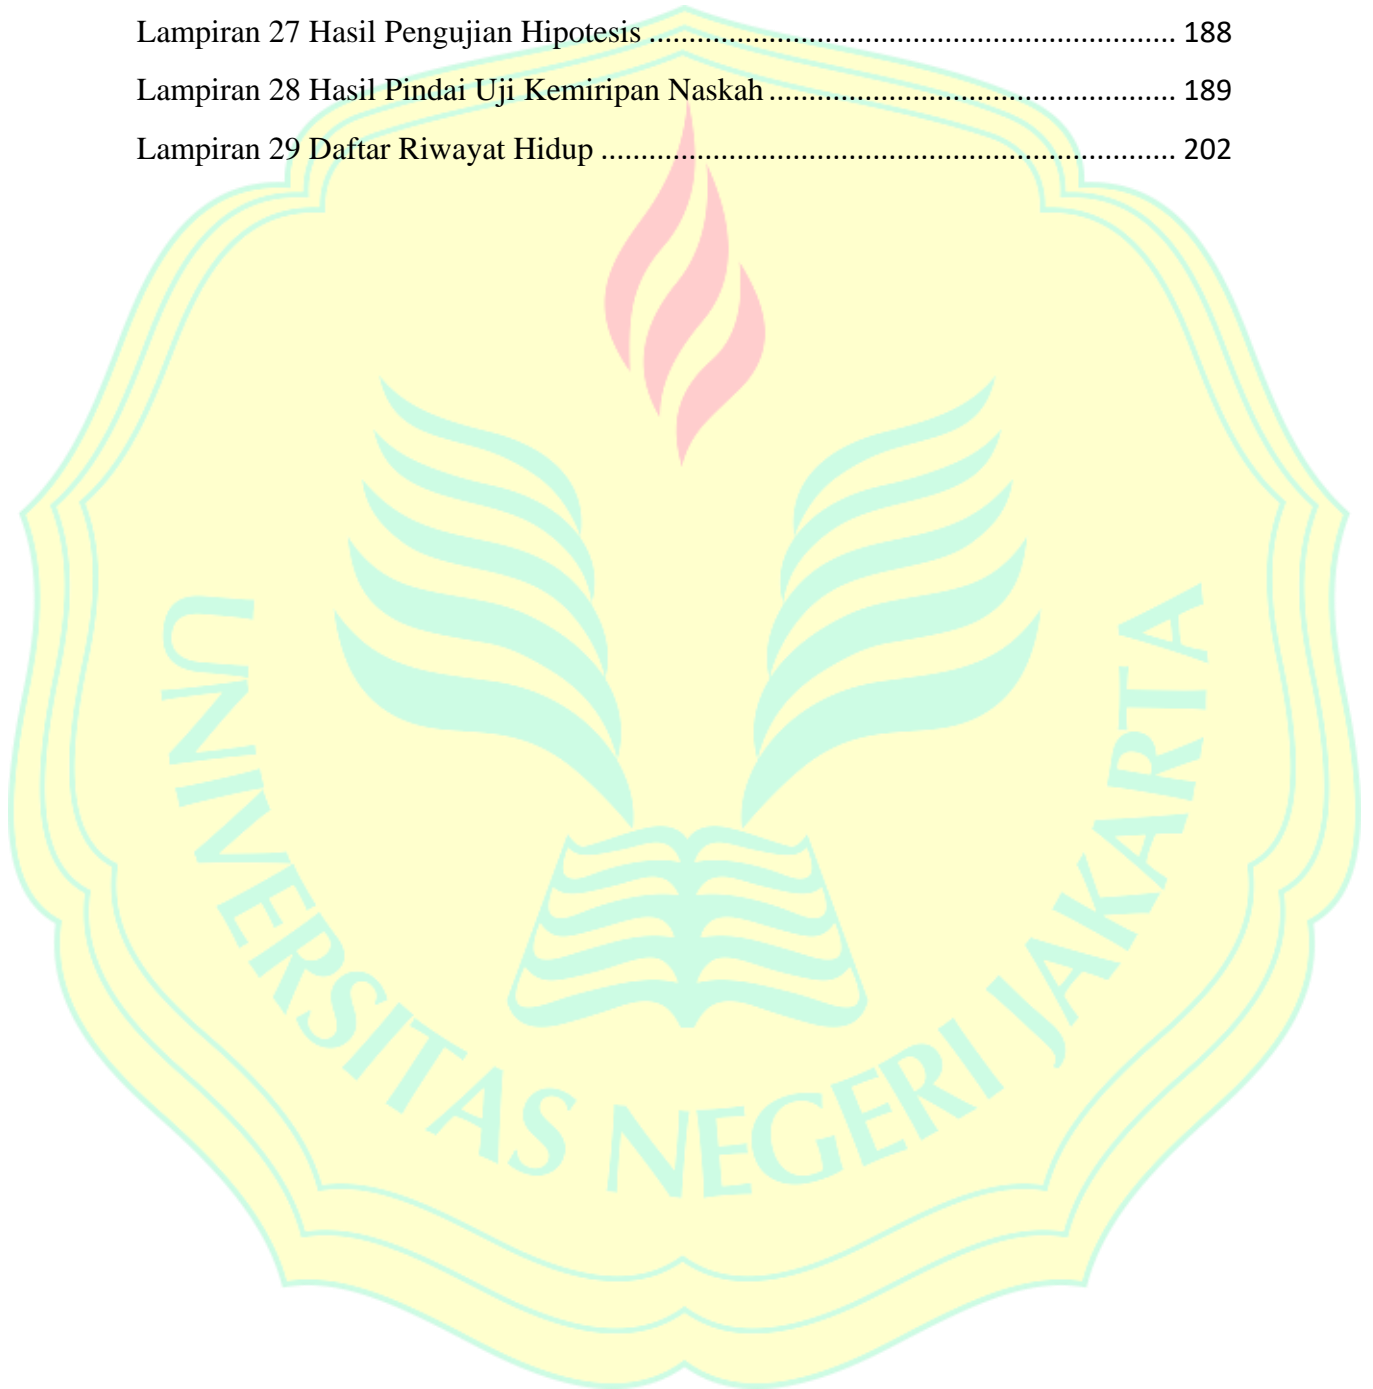 Lampiran 27 Hasil Pengujian Hipotesis .................................................................. 188
Lampiran 28 Hasil Pindai Uji Kemiripan Naskah ................................................... 189
Lampiran 29 Daftar Riwayat Hidup ........................................................................ 202
UNIVERSITAS NEGERI JAKARTA